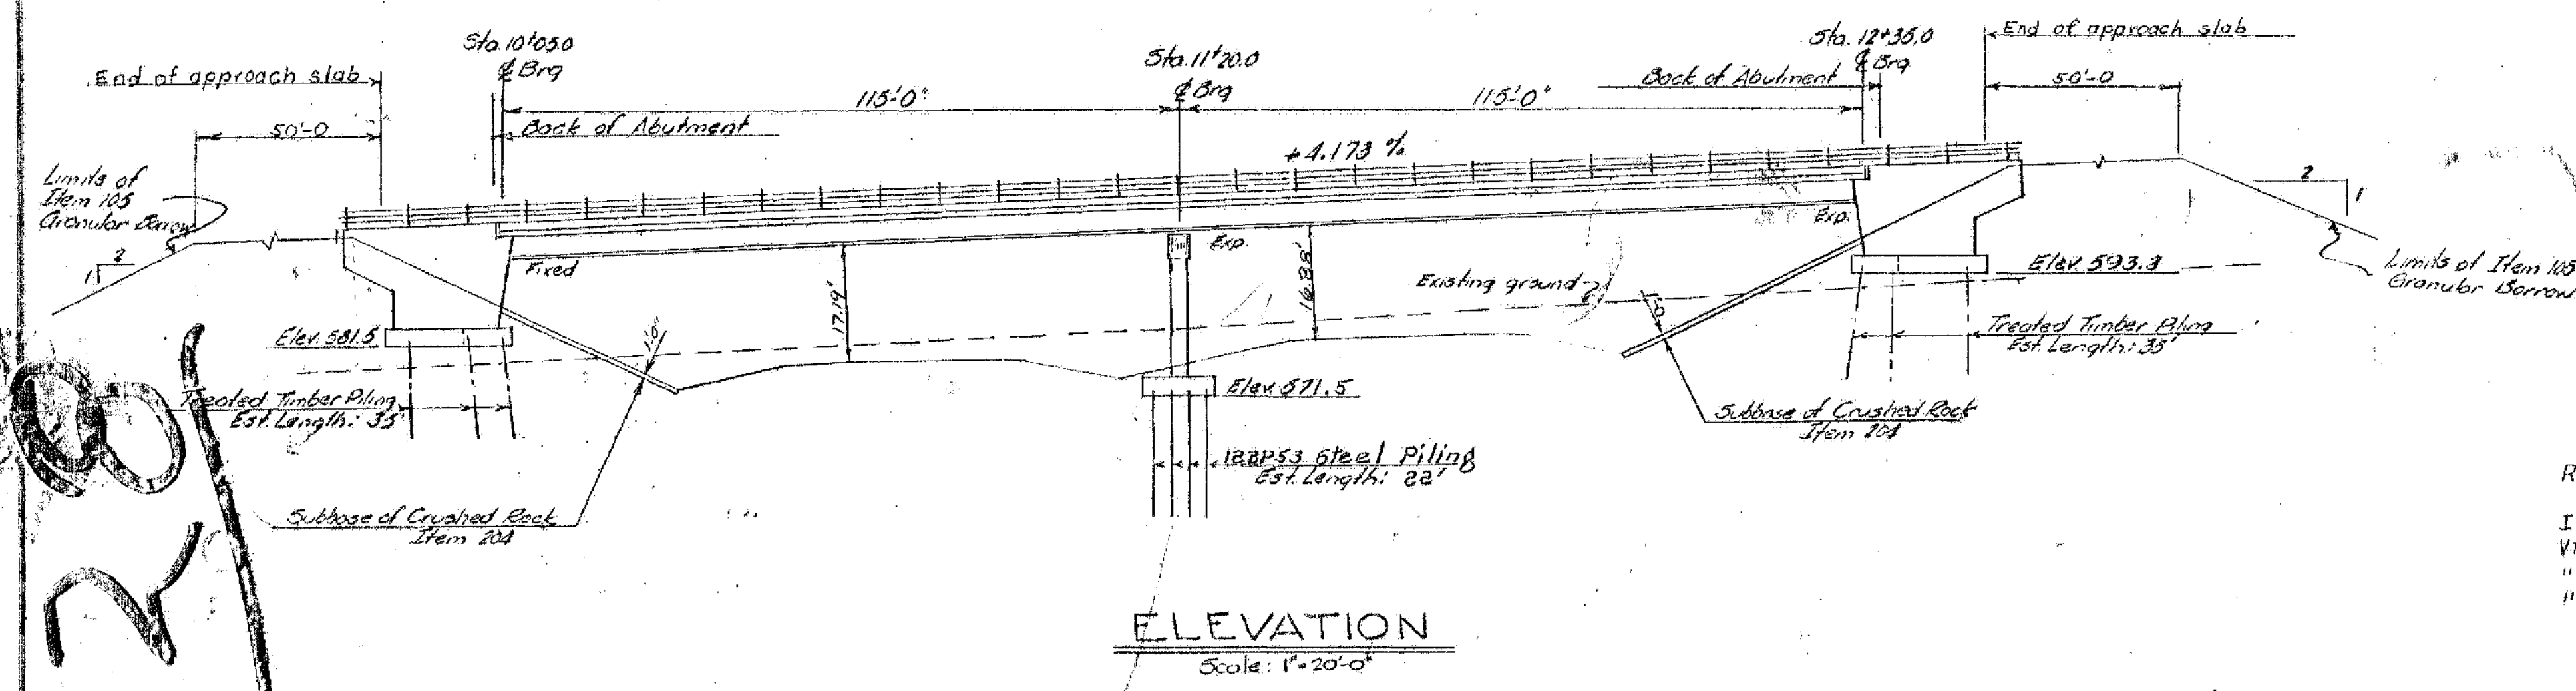 Sta. 10+05.0
℄ Brg
End of approach slab
50'-0
Back of Abutment
115'-0"
Sta. 11+20.0
℄ Brg
115'-0"
Sta. 12+35.0
℄ Brg
Back of Abutment
End of approach slab
50'-0
+4.173 %
Limits of
Item 105
Granular Borrow
2
1
Fixed
Exp.
Exp.
17.19'
16.88'
Existing ground
1'-0"
1'-0"
2
1
Limits of Item 105
Granular Borrow
Elev. 581.5
Elev. 593.3
Treated Timber Piling
Est. Length: 35'
Treated Timber Piling
Est. Length: 35'
Elev. 571.5
12BP53 Steel Piling
Est. Length: 22'
Subbase of Crushed Rock
Item 204
Subbase of Crushed Rock
Item 204
ELEVATION
Scale: 1"=20'-0"
R
I